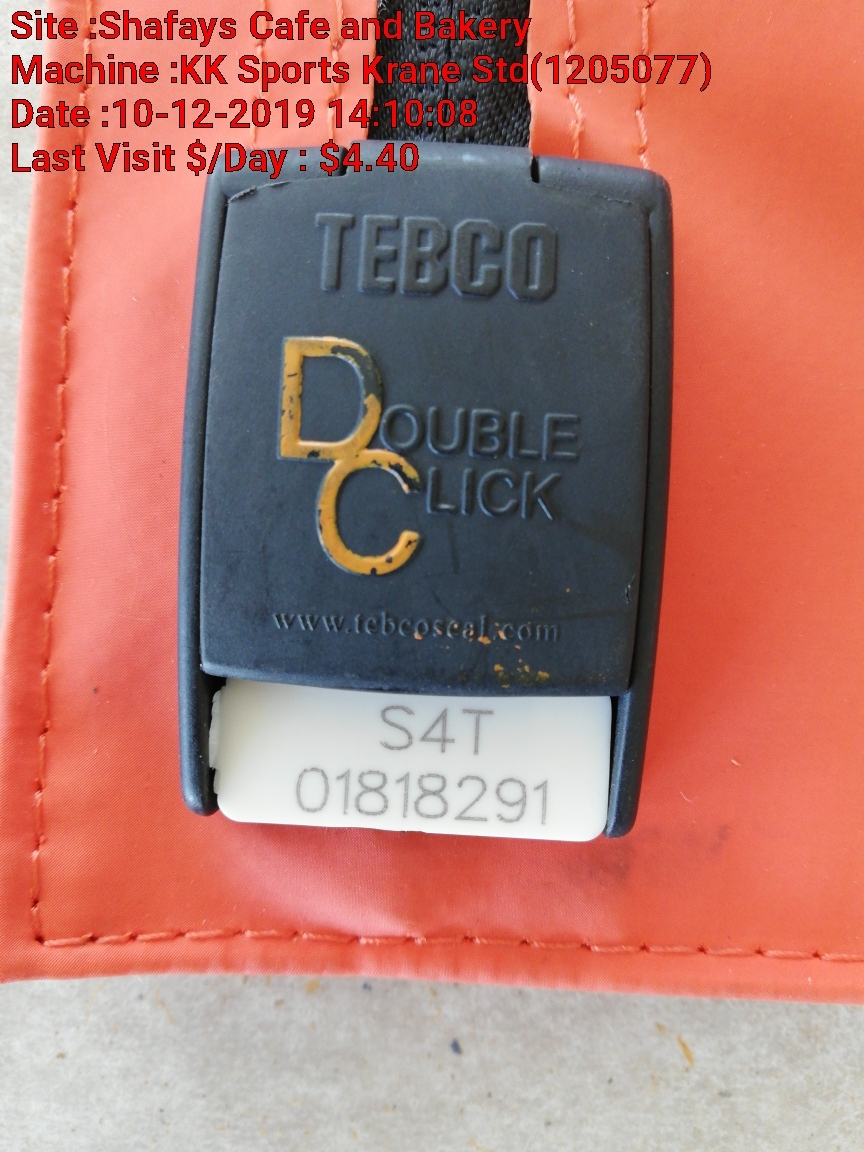 Site :Shafays Cafe and Bakery
Machine :KK Sports Krane Std(1205077)
Date :10-12-2019 14:10:08
Last Visit $/Day : $4.40
TEBCO
DOUBLE
CLICK
www.tebcoseal.com
S4T
01818291